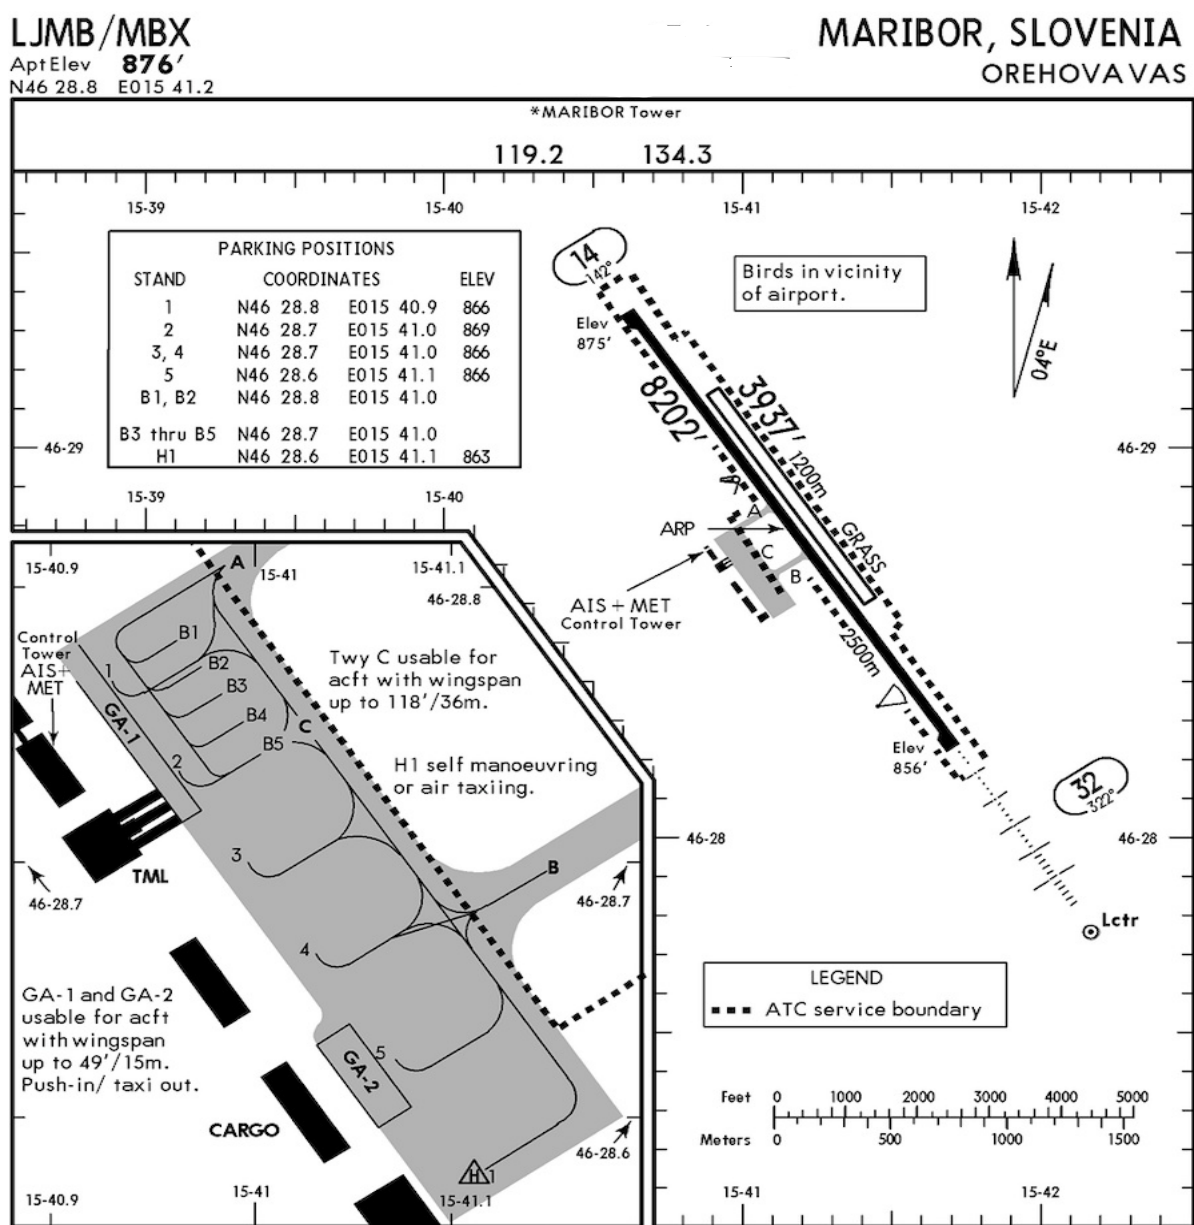 LJMB/MBX
Apt Elev 876'
N46 28.8 E015 41.2
MARIBOR, SLOVENIA
OREHOVA VAS
*MARIBOR Tower
119.2 134.3
15-39 15-40 15-41 15-42
PARKING POSITIONS
STAND COORDINATES ELEV
1 N46 28.8 E015 40.9 866
2 N46 28.7 E015 41.0 869
3, 4 N46 28.7 E015 41.0 866
5 N46 28.6 E015 41.1 866
B1, B2 N46 28.8 E015 41.0
B3 thru B5 N46 28.7 E015 41.0
H1 N46 28.6 E015 41.1 863
14
142°
Birds in vicinity
of airport.
Elev
875'
04°E
8202'
3937'
1200m
46-29
46-29
15-39 15-40
A
ARP
GRASS
C
B
AIS + MET
Control Tower
2500m
Elev
856'
32
322°
46-28
46-28
Lctr
LEGEND
ATC service boundary
Feet 0 1000 2000 3000 4000 5000
Meters 0 500 1000 1500
15-41 15-42
15-40.9 15-41 15-41.1
46-28.8
A
Control
Tower
AIS+
MET
B1
B2
1
B3
GA-1
B4
C
B5
2
Twy C usable for
acft with wingspan
up to 118'/36m.
H1 self manoeuvring
or air taxiing.
3
TML
B
46-28.7
46-28.7
4
GA-1 and GA-2
usable for acft
with wingspan
up to 49'/15m.
Push-in/ taxi out.
5
GA-2
CARGO
46-28.6
H 1
15-40.9 15-41 15-41.1